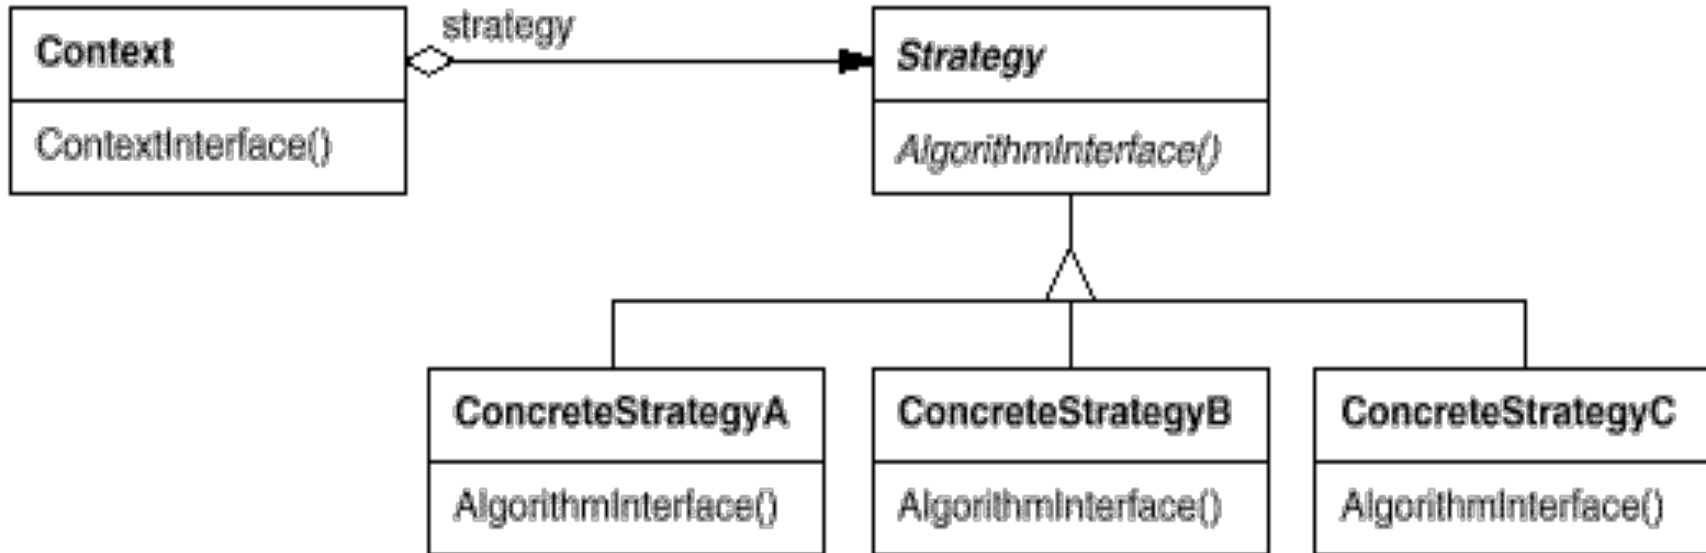 Context
strategy
Strategy
ContextInterface()
AlgorithmInterface()
ConcreteStrategyA
ConcreteStrategyB
ConcreteStrategyC
AlgorithmInterface()
AlgorithmInterface()
AlgorithmInterface()